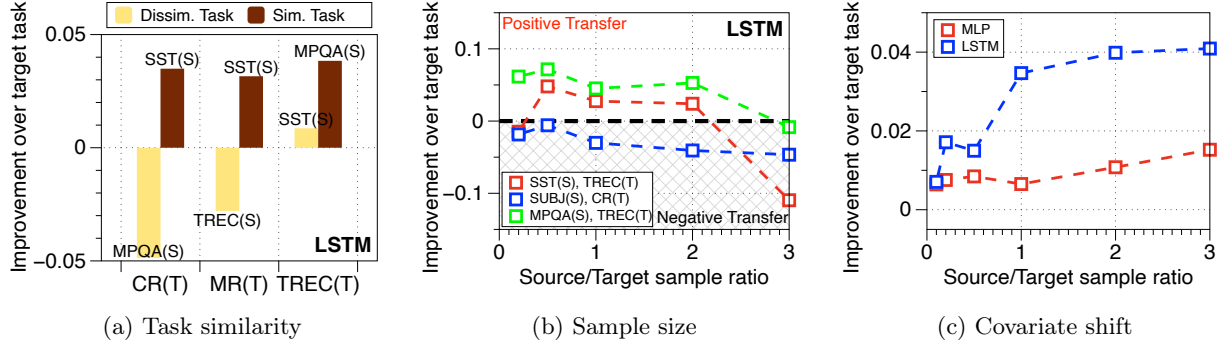 Dissim. Task
Sim. Task
Improvement over target task
0.05
0
−0.05
SST(S)
MPQA(S)
SST(S)
TREC(S)
MPQA(S)
SST(S)
LSTM
CR(T)
MR(T)
TREC(T)
(a) Task similarity
Improvement over target task
Positive Transfer
LSTM
0.1
0
−0.1
SST(S), TREC(T)
SUBJ(S), CR(T)
MPQA(S), TREC(T)
Negative Transfer
0
1
2
3
Source/Target sample ratio
(b) Sample size
Improvement over target task
MLP
LSTM
0.04
0.02
0
0
1
2
3
Source/Target sample ratio
(c) Covariate shift